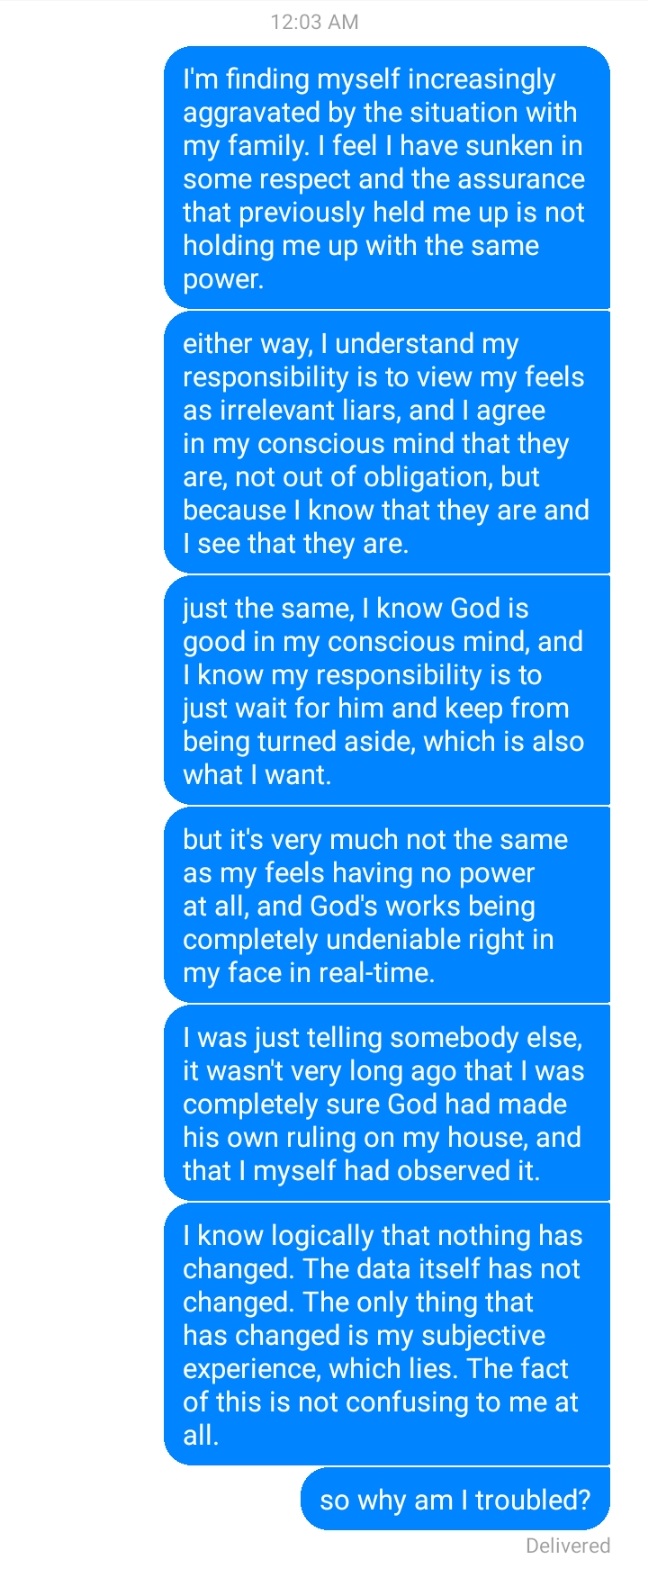 12:03 AM
I'm finding myself increasingly
aggravated by the situation with
my family. I feel I have sunken in
some respect and the assurance
that previously held me up is not
holding me up with the same
power.
either way, I understand my
responsibility is to view my feels
as irrelevant liars, and I agree
in my conscious mind that they
are, not out of obligation, but
because I know that they are and
I see that they are.
just the same, I know God is
good in my conscious mind, and
I know my responsibility is to
just wait for him and keep from
being turned aside, which is also
what I want.
but it's very much not the same
as my feels having no power
at all, and God's works being
completely undeniable right in
my face in real-time.
I was just telling somebody else,
it wasn't very long ago that I was
completely sure God had made
his own ruling on my house, and
that I myself had observed it.
I know logically that nothing has
changed. The data itself has not
changed. The only thing that
has changed is my subjective
experience, which lies. The fact
of this is not confusing to me at
all.
so why am I troubled?
Delivered